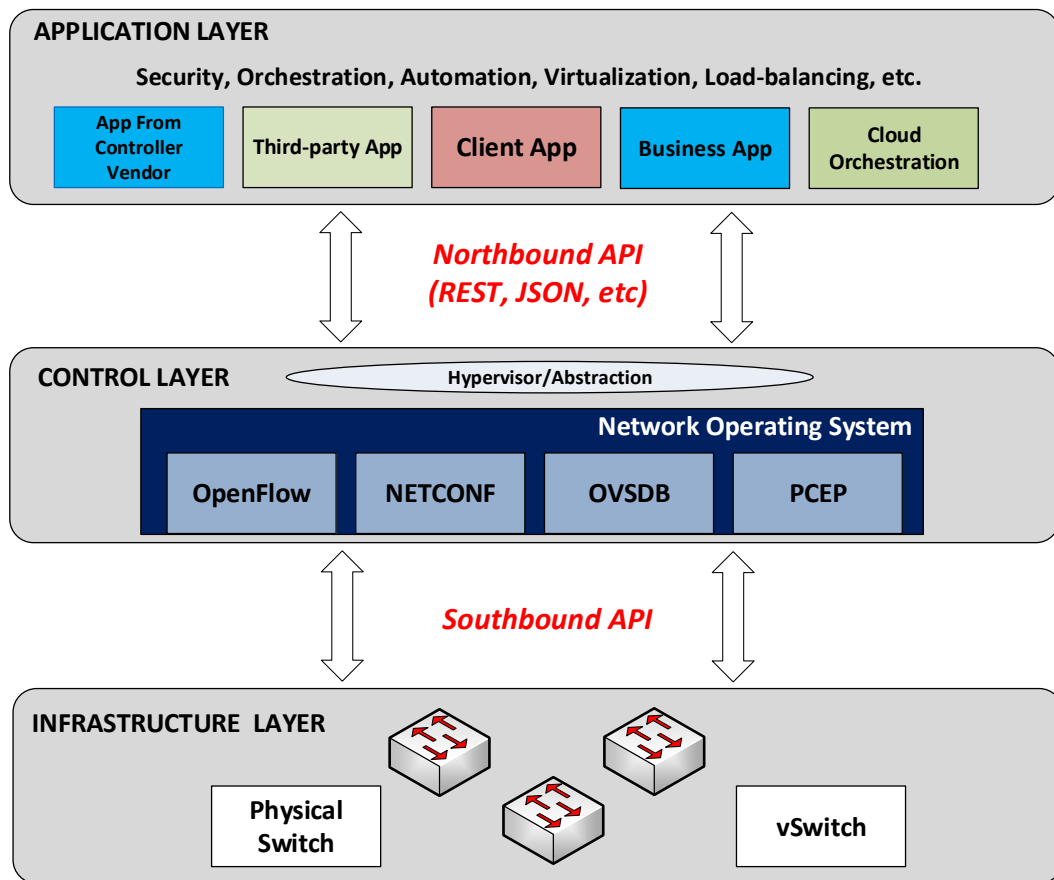 APPLICATION LAYER
Security, Orchestration, Automation, Virtualization, Load-balancing, etc.
App From
Controller
Vendor
Third-party App
Client App
Business App
Cloud
Orchestration
Northbound API
(REST, JSON, etc)
CONTROL LAYER
Hypervisor/Abstraction
Network Operating System
OpenFlow
NETCONF
OVSDB
PCEP
Southbound API
INFRASTRUCTURE LAYER
Physical
Switch
vSwitch